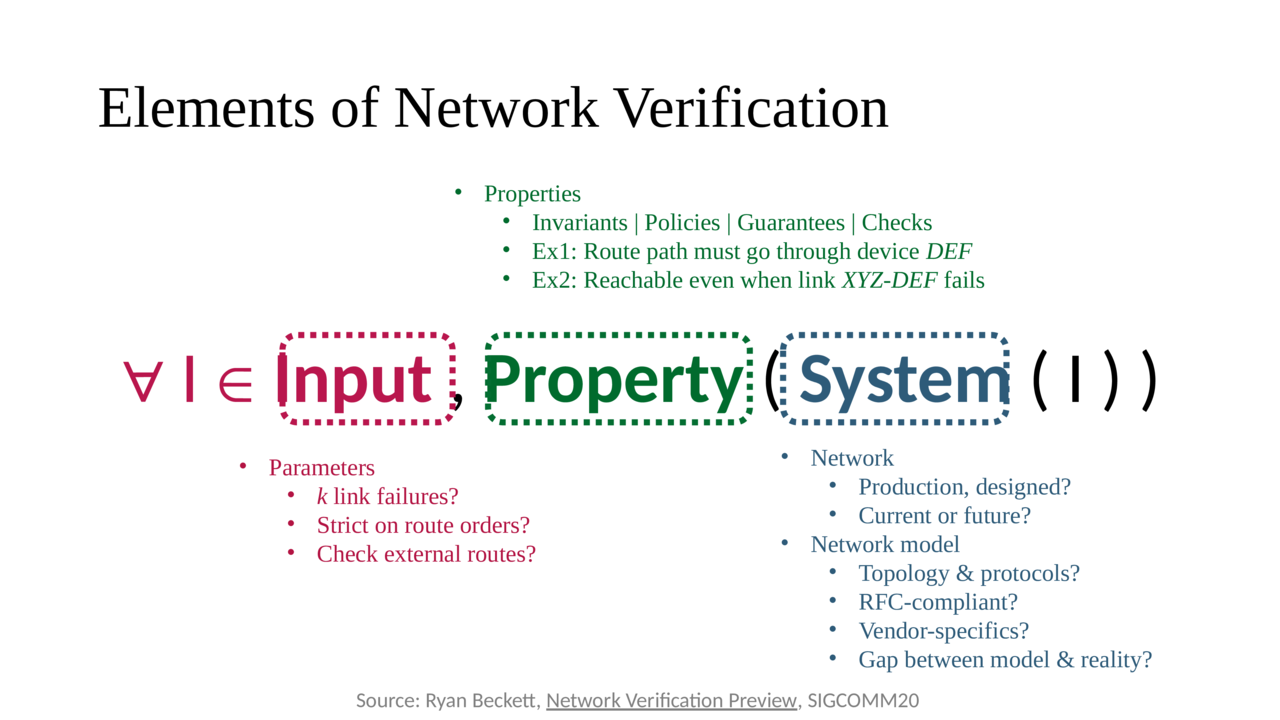 Elements of Network Verification
• Properties
• Invariants | Policies | Guarantees | Checks
• Ex1: Route path must go through device DEF
• Ex2: Reachable even when link XYZ-DEF fails
∀ I ∈ Input , Property ( System ( I ) )
• Parameters
• k link failures?
• Strict on route orders?
• Check external routes?
• Network
• Production, designed?
• Current or future?
• Network model
• Topology & protocols?
• RFC-compliant?
• Vendor-specifics?
• Gap between model & reality?
Source: Ryan Beckett, Network Verification Preview, SIGCOMM20